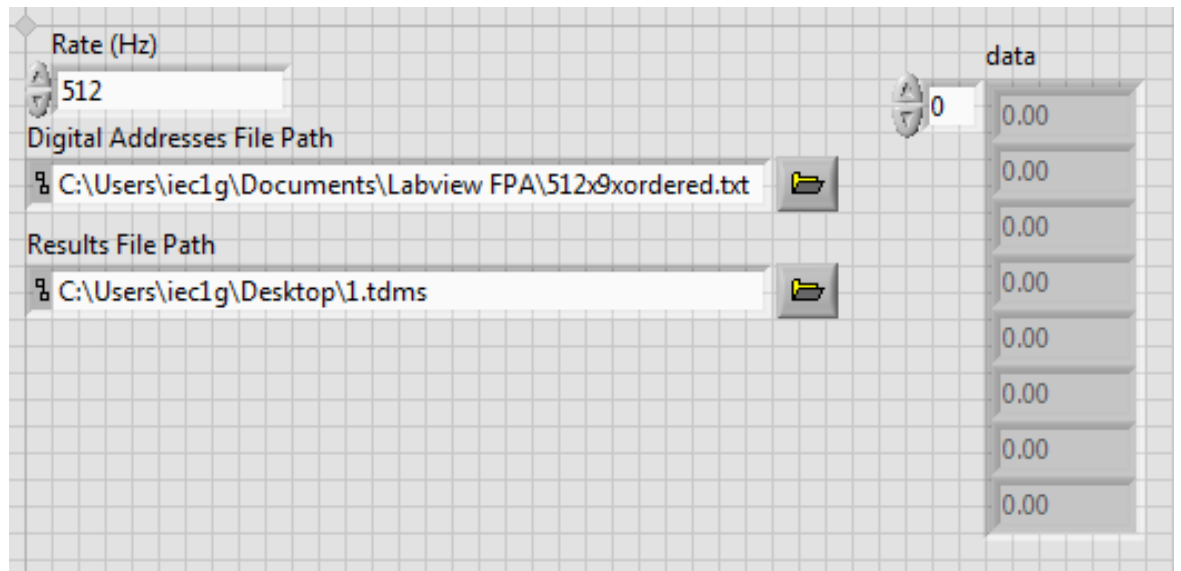 Rate (Hz)
512
Digital Addresses File Path
C:\Users\iec1g\Documents\Labview FPA\512x9xordered.txt
Results File Path
C:\Users\iec1g\Desktop\1.tdms
data
0
0.00
0.00
0.00
0.00
0.00
0.00
0.00
0.00